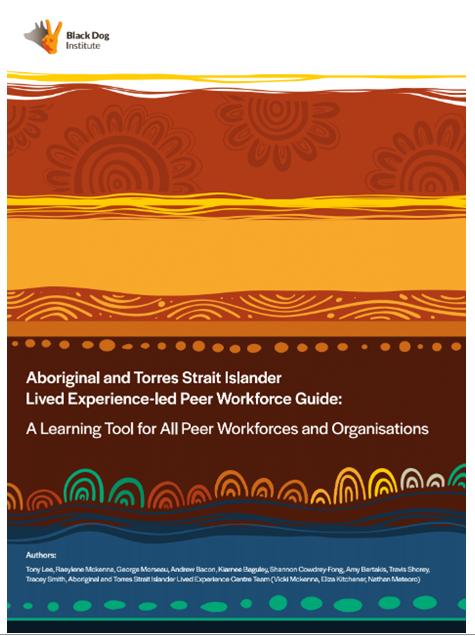 Black Dog
Institute
Aboriginal and Torres Strait Islander
Lived Experience-led Peer Workforce Guide:
A Learning Tool for All Peer Workforces and Organisations
Authors:
Tony Lee, Raeylene Mckenna, George Morseau, Andrew Bacon, Kiarnee Baguley, Shannon Cowdrey-Fong, Amy Bertakis, Travis Shorey,
Tracey Smith, Aboriginal and Torres Strait Islander Lived Experience Centre Team (Vicki Mckenna, Eliza Kitchener, Nathan Meteoro)